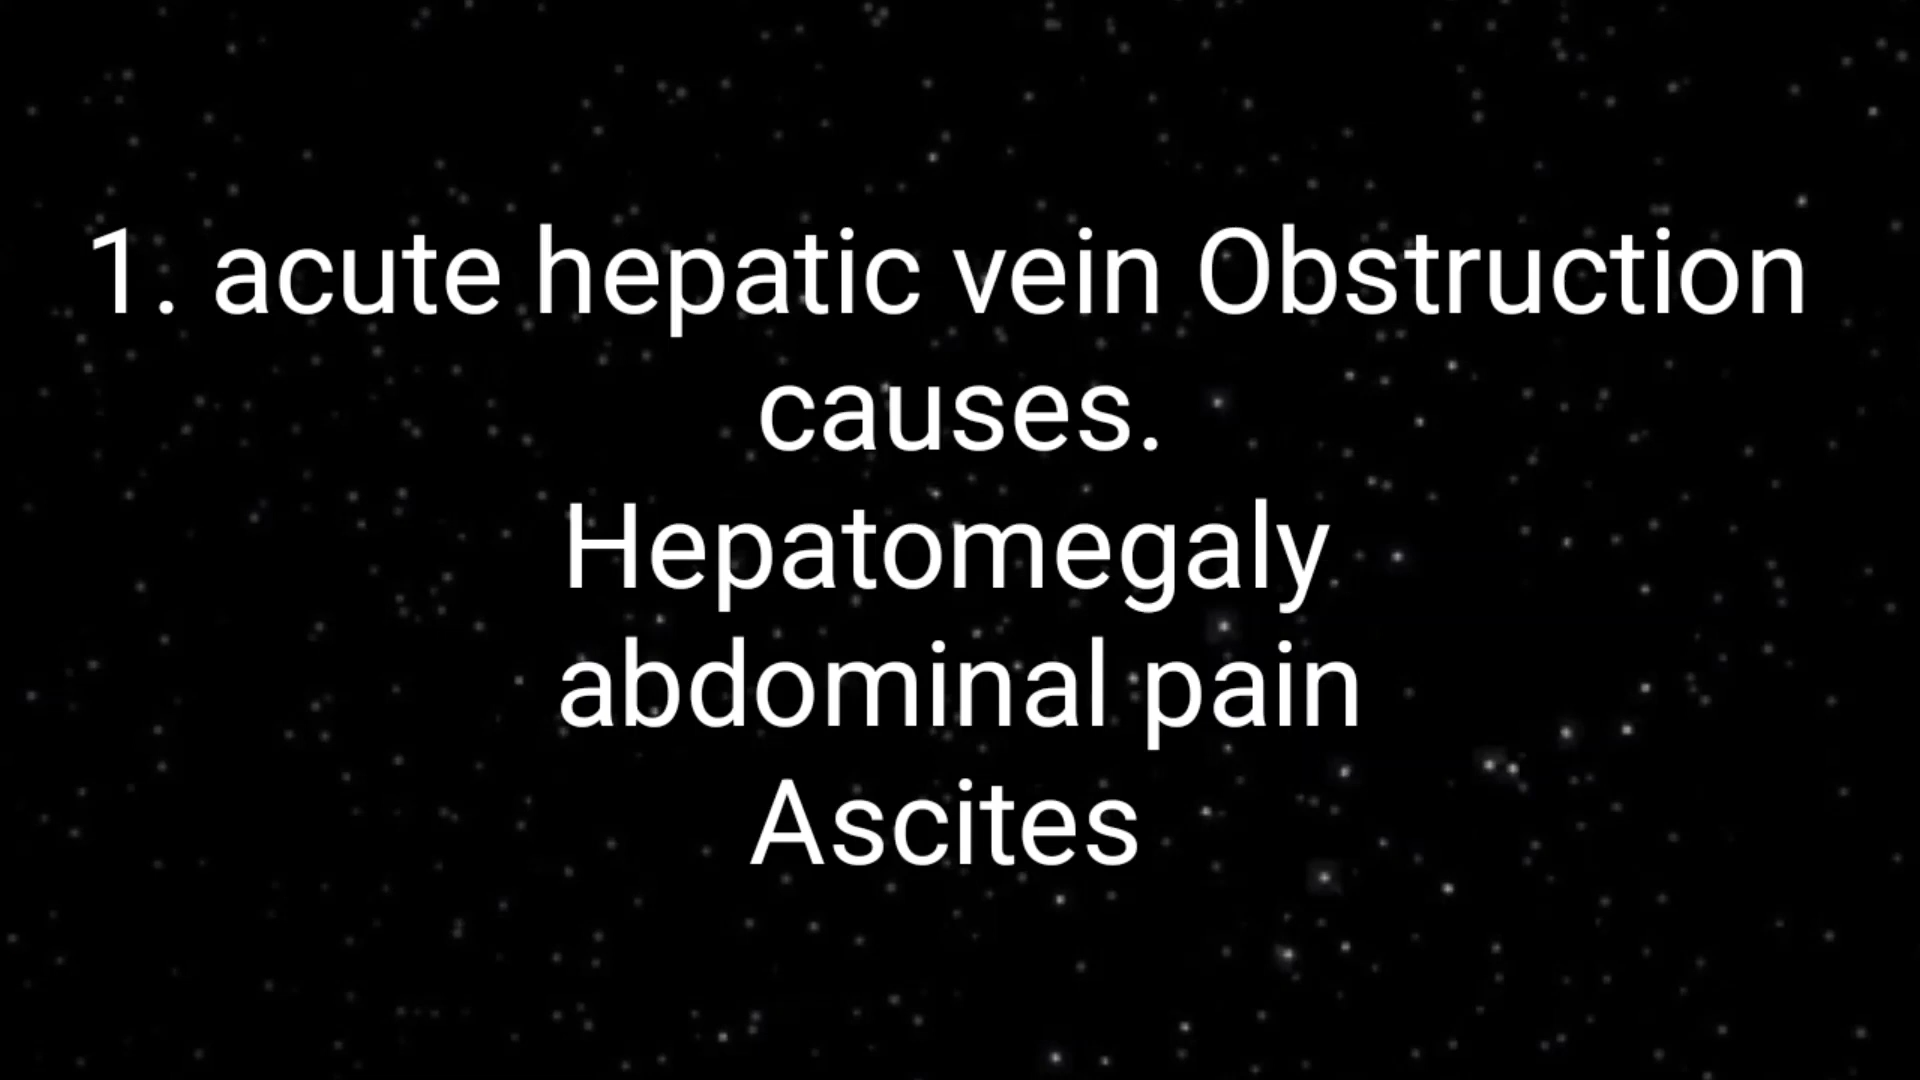 1. acute hepatic vein Obstruction
causes.
Hepatomegaly
abdominal pain
Ascites